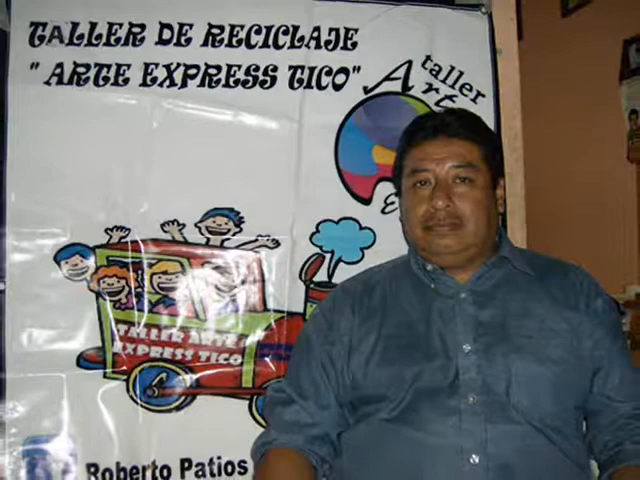 TALLER DE RECICLAJE
" ARTE EXPRESS TICO"
taller
Art
E
TALLER ARTE
EXPRESS TICO
Roberto Patios